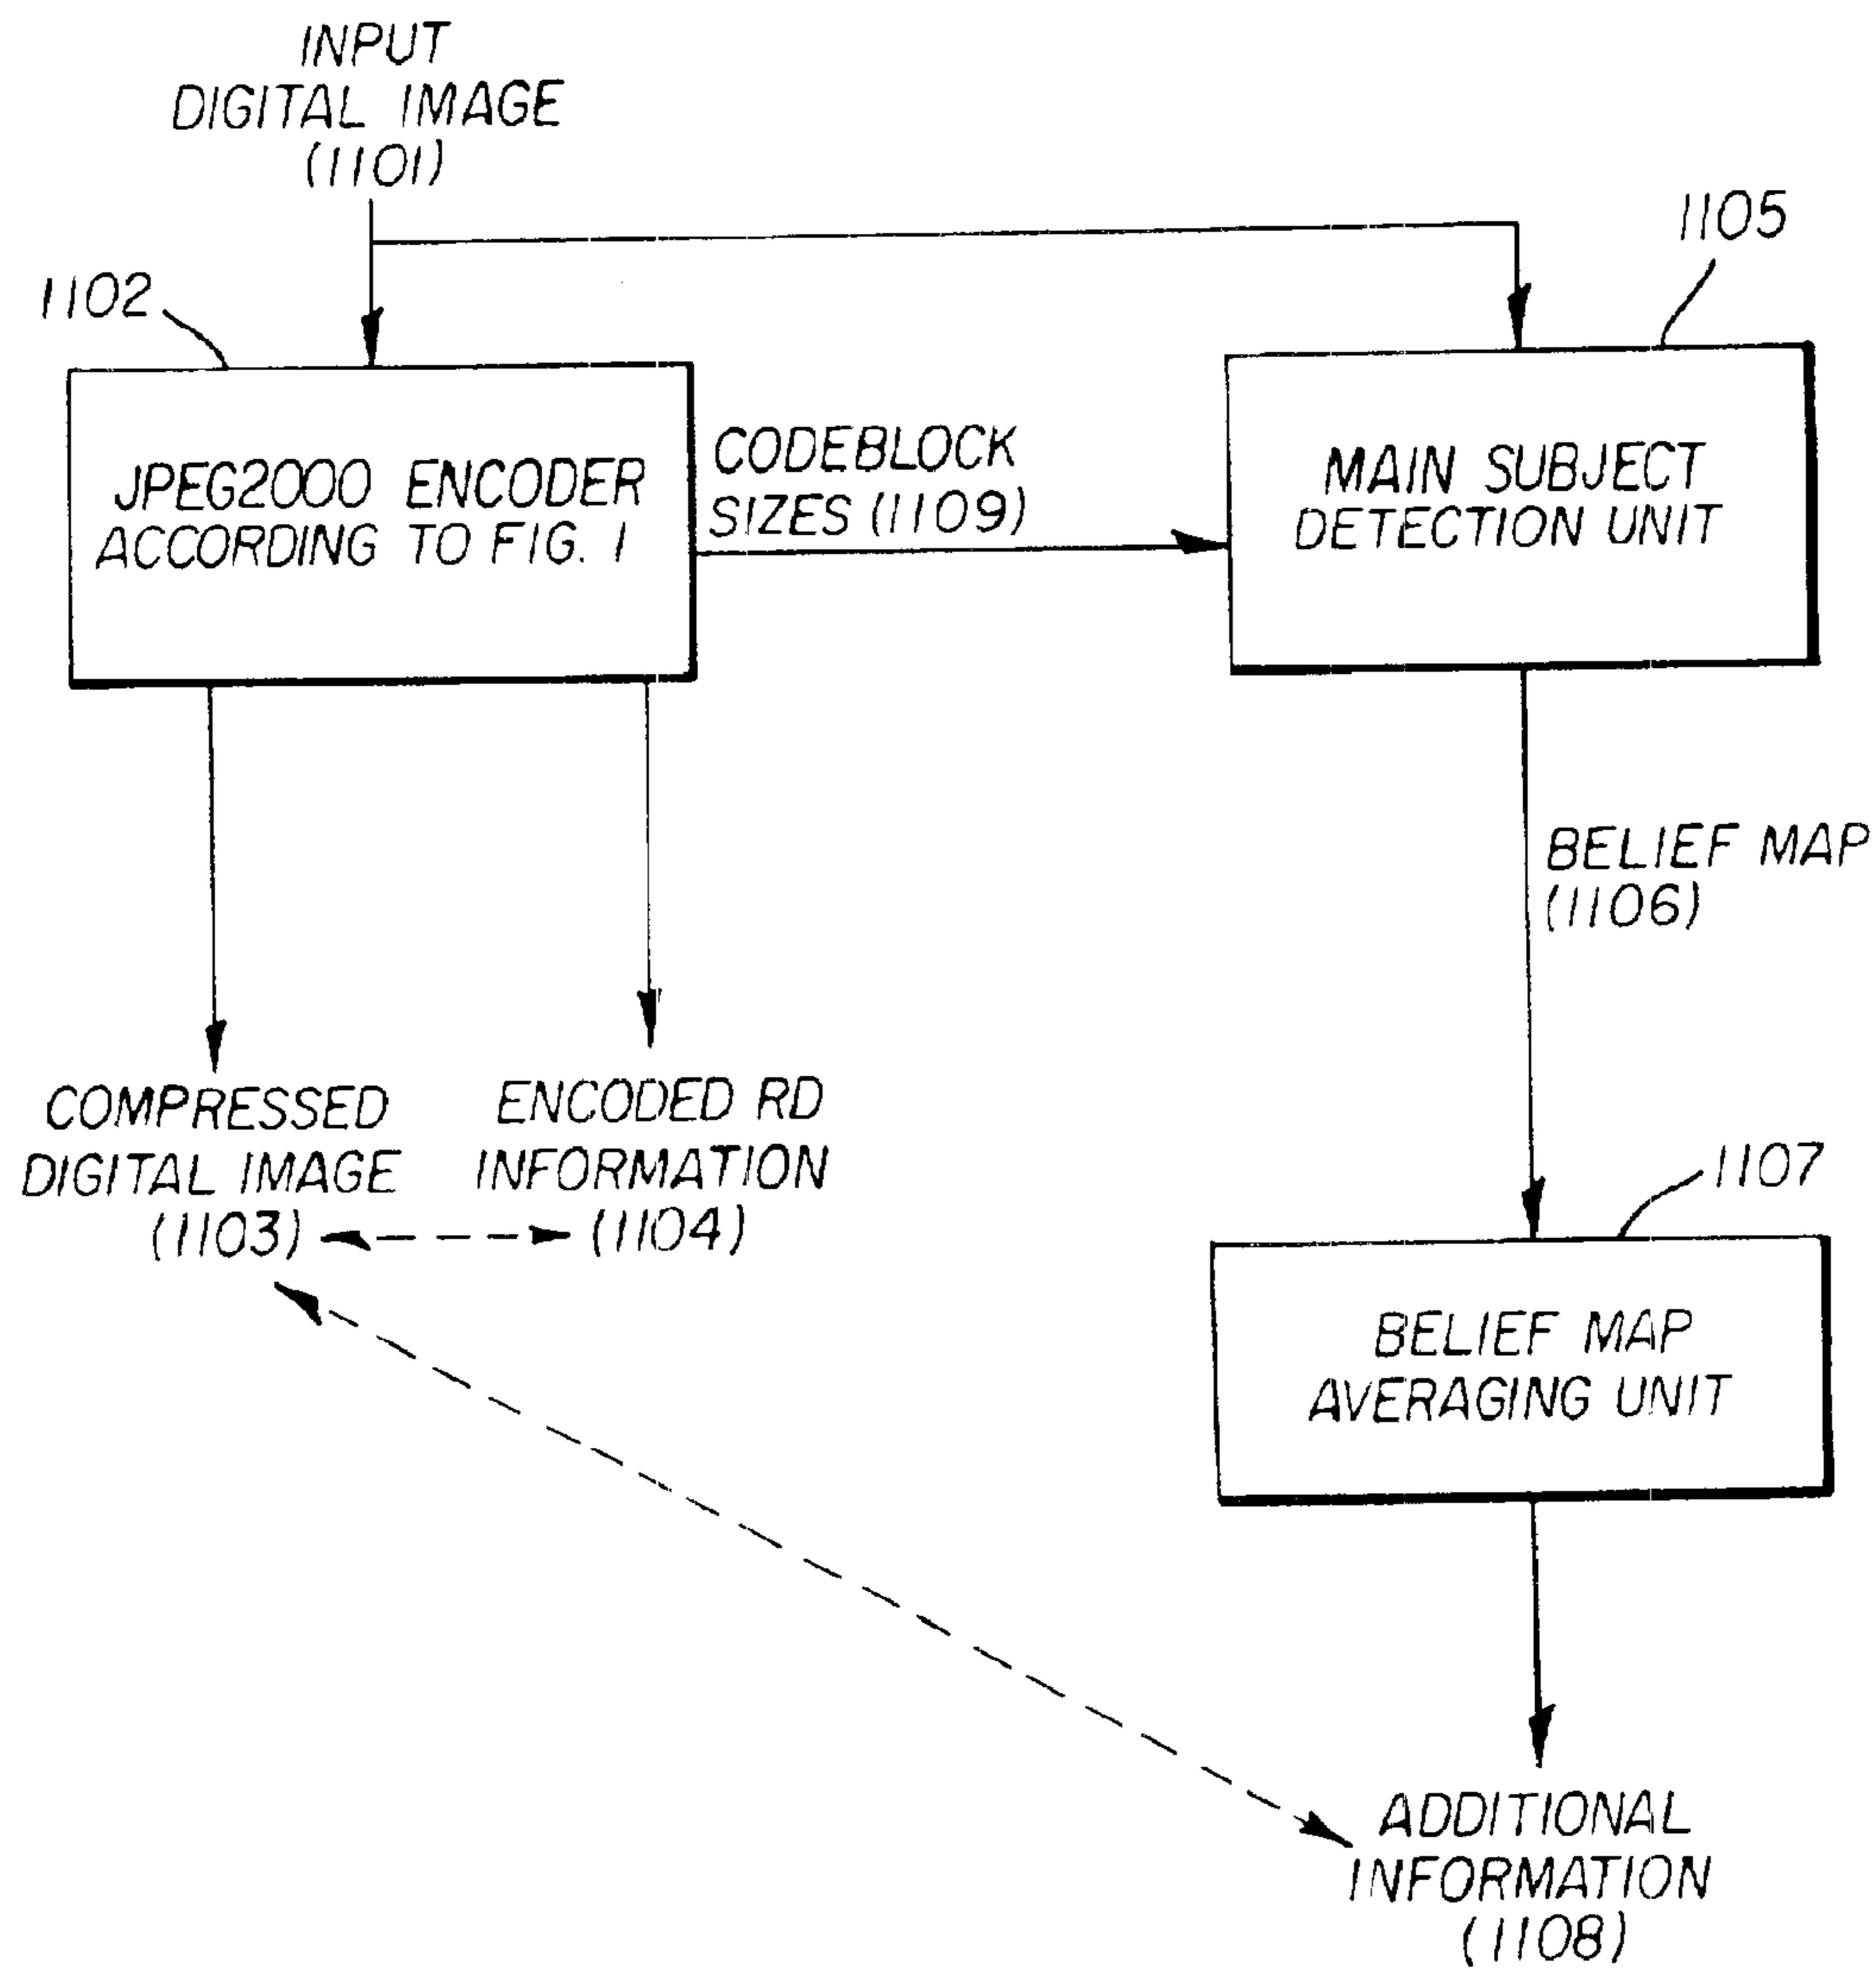 INPUT
DIGITAL IMAGE
(1101)
1105
1102
JPEG2000 ENCODER
ACCORDING TO FIG. 1
CODEBLOCK
SIZES (1109)
MAIN SUBJECT
DETECTION UNIT
BELIEF MAP
(1106)
COMPRESSED
DIGITAL IMAGE
(1103)
ENCODED RD
INFORMATION
(1104)
1107
BELIEF MAP
AVERAGING UNIT
ADDITIONAL
INFORMATION
(1108)